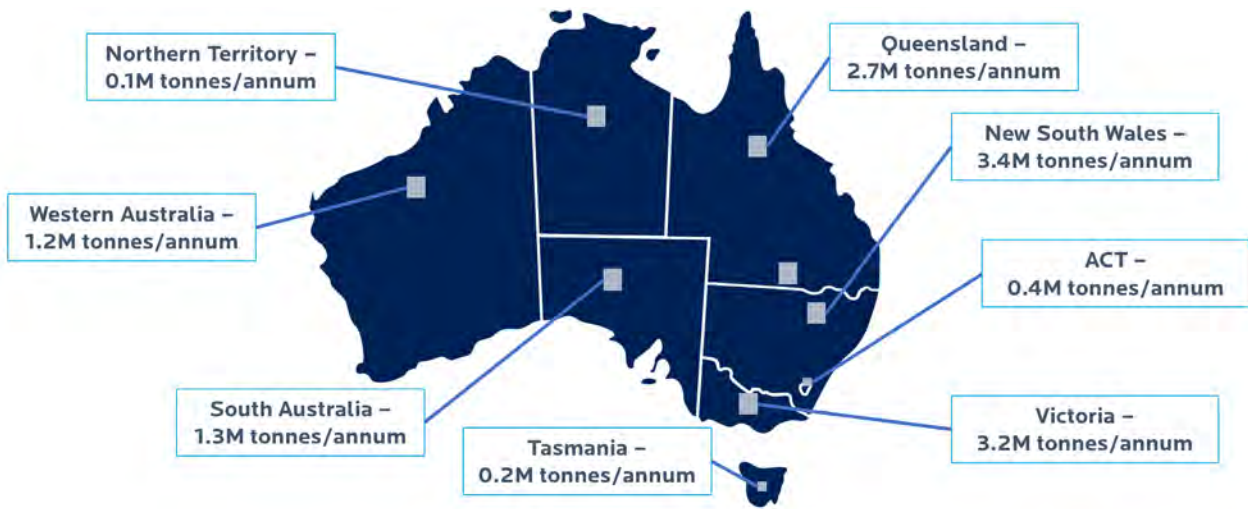 Northern Territory –
0.1M tonnes/annum
Queensland –
2.7M tonnes/annum
New South Wales –
3.4M tonnes/annum
Western Australia –
1.2M tonnes/annum
ACT –
0.4M tonnes/annum
South Australia –
1.3M tonnes/annum
Victoria –
3.2M tonnes/annum
Tasmania –
0.2M tonnes/annum